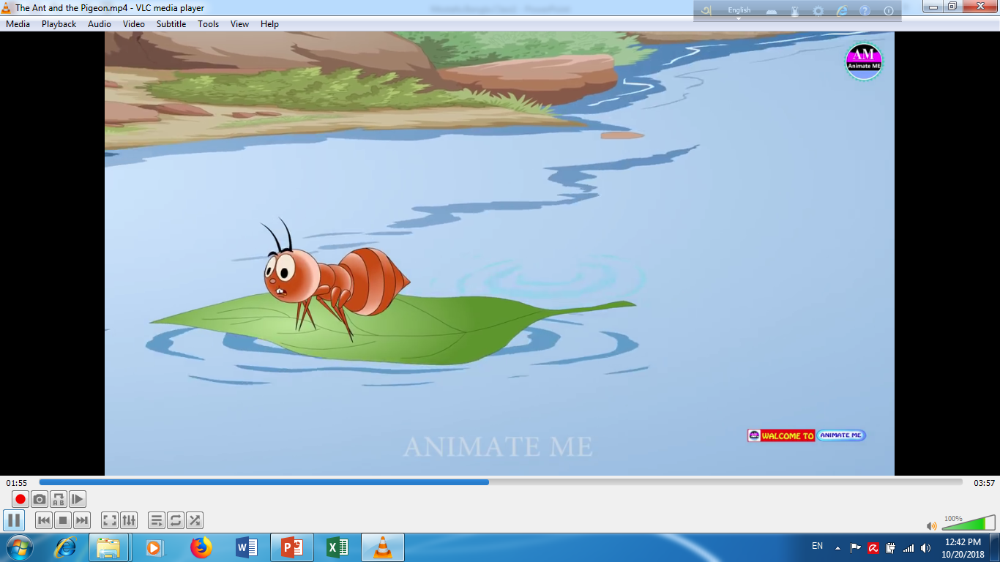 The Ant and the Pigeon.mp4 - VLC media player
অ English
Media Playback Audio Video Subtitle Tools View Help
AM
Animate ME
WALCOME TO ANIMATE ME
ANIMATE ME
01:55 03:57
A B
100%
EN
12:42 PM
10/20/2018